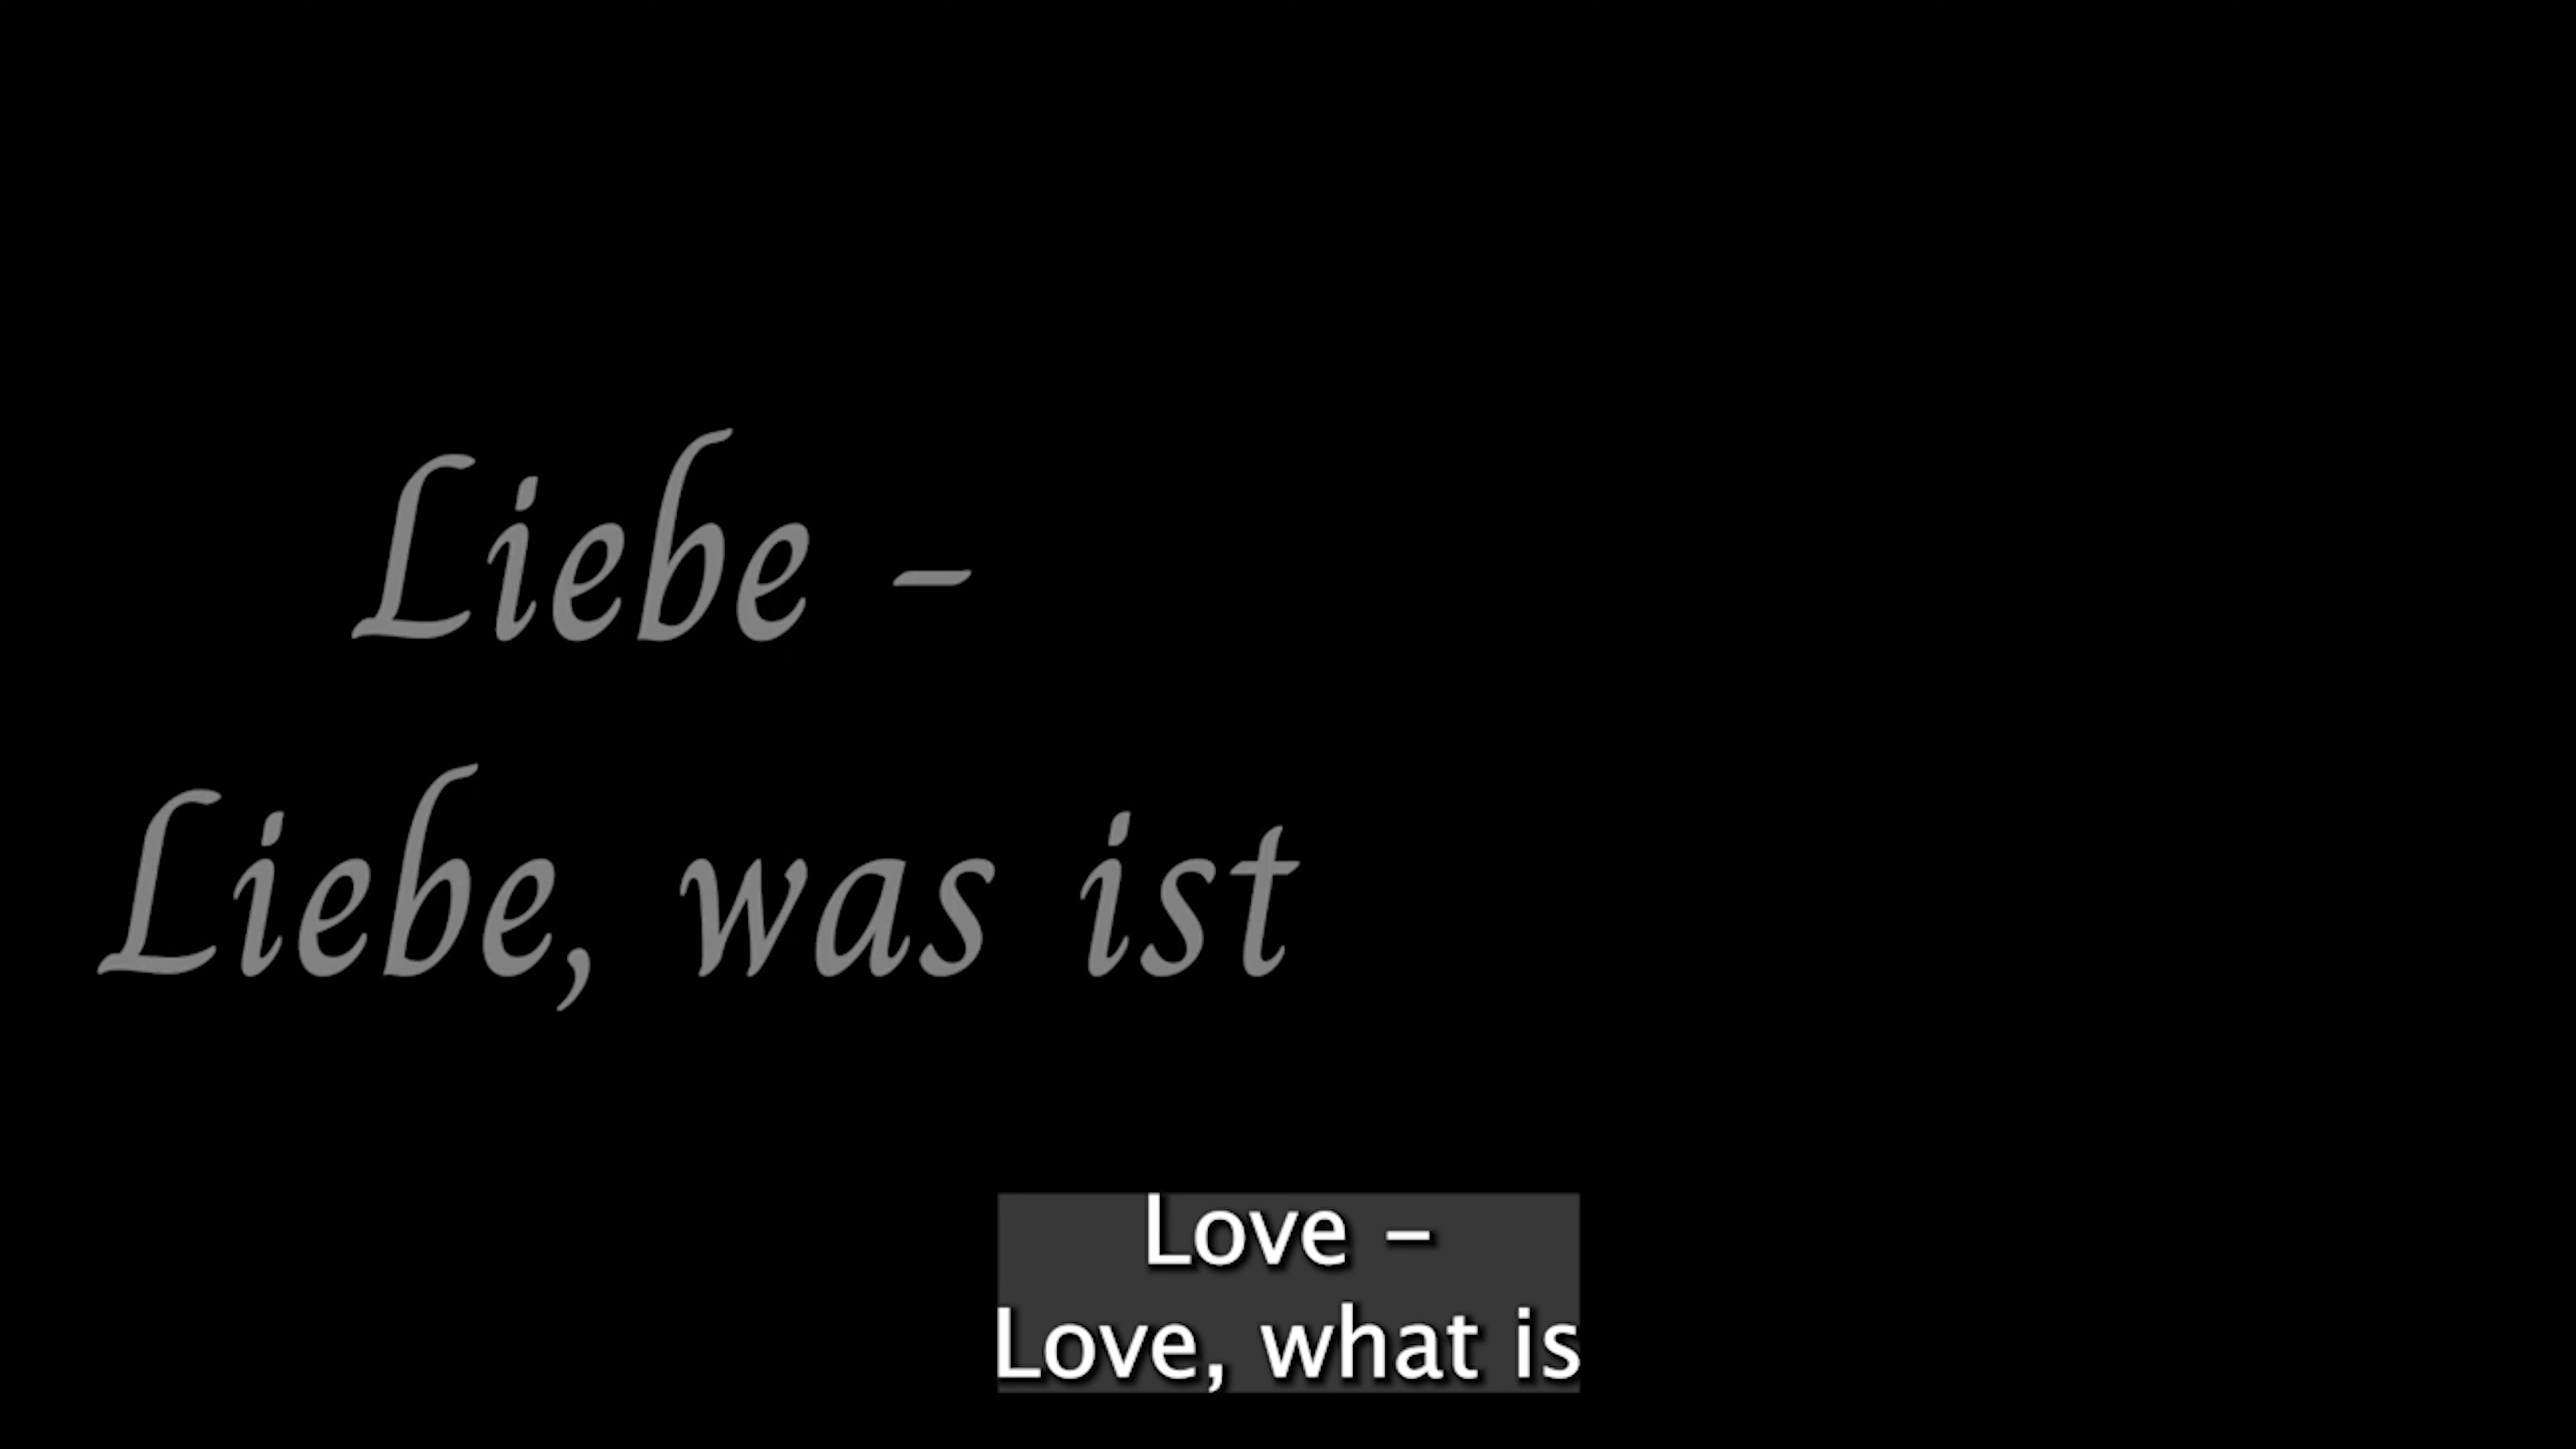 Liebe -
Liebe, was ist
Love –
Love, what is